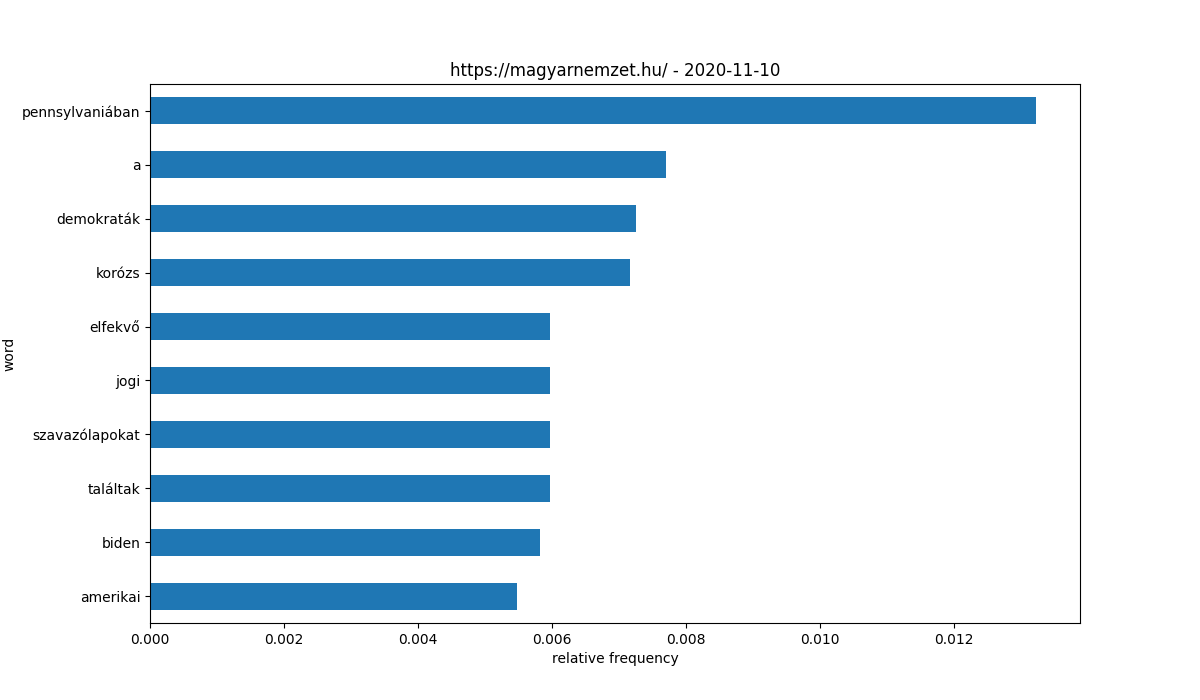 https://magyarnemzet.hu/ - 2020-11-10
pennsylvaniában
a
demokraták
korózs
elfekvő
jogi
szavazólapokat
találtak
biden
amerikai
word
0.000 0.002 0.004 0.006 0.008 0.010 0.012
relative frequency